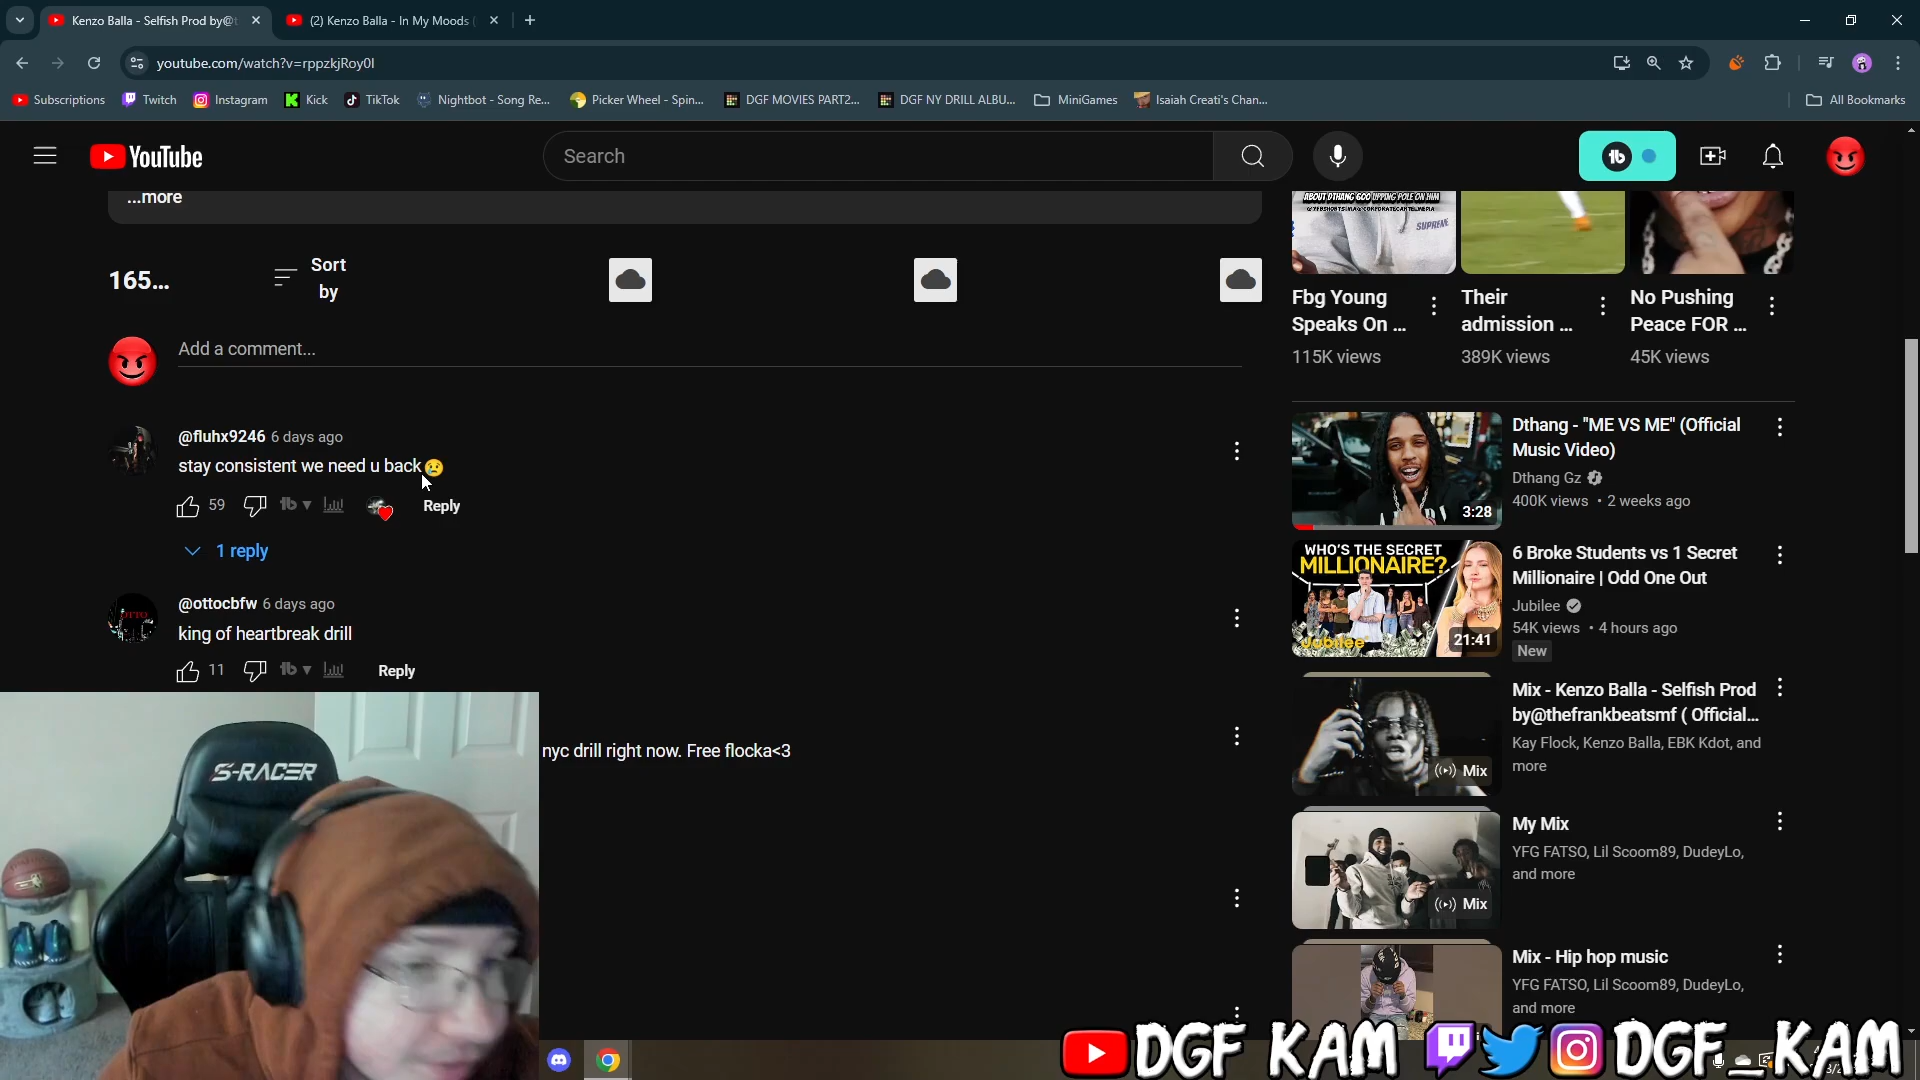 Kenzo Balla - Selfish Prod by@t
(2) Kenzo Balla - In My Moods (
youtube.com/watch?v=rppzkjRoy0I
Subscriptions
Twitch
Instagram
Kick
TikTok
Nightbot - Song Re...
Picker Wheel - Spin...
DGF MOVIES PART2...
DGF NY DRILL ALBU...
MiniGames
Isaiah Creati's Chan...
All Bookmarks
YouTube
Search
...more
165...
Sort
by
Add a comment...
@fluhx9246 6 days ago
stay consistent we need u back😢
59
Reply
1 reply
@ottocbfw 6 days ago
king of heartbreak drill
11
Reply
nyc drill right now. Free flocka<3
S-RACER
ABOUT DTHANG GOO UPPING POLE ON HIM
SUPREME
Fbg Young
Speaks On ...
115K views
Their
admission ...
389K views
No Pushing
Peace FOR ...
45K views
3:28
Dthang - "ME VS ME" (Official
Music Video)
Dthang Gz
400K views • 2 weeks ago
WHO'S THE SECRET
MILLIONAIRE?
Jubilee
21:41
6 Broke Students vs 1 Secret
Millionaire | Odd One Out
Jubilee
54K views • 4 hours ago
New
Mix
Mix - Kenzo Balla - Selfish Prod
by@thefrankbeatsmf ( Official...
Kay Flock, Kenzo Balla, EBK Kdot, and
more
Mix
My Mix
YFG FATSO, Lil Scoom89, DudeyLo,
and more
Mix - Hip hop music
YFG FATSO, Lil Scoom89, DudeyLo,
and more
DGF KAM
DGF_KAM